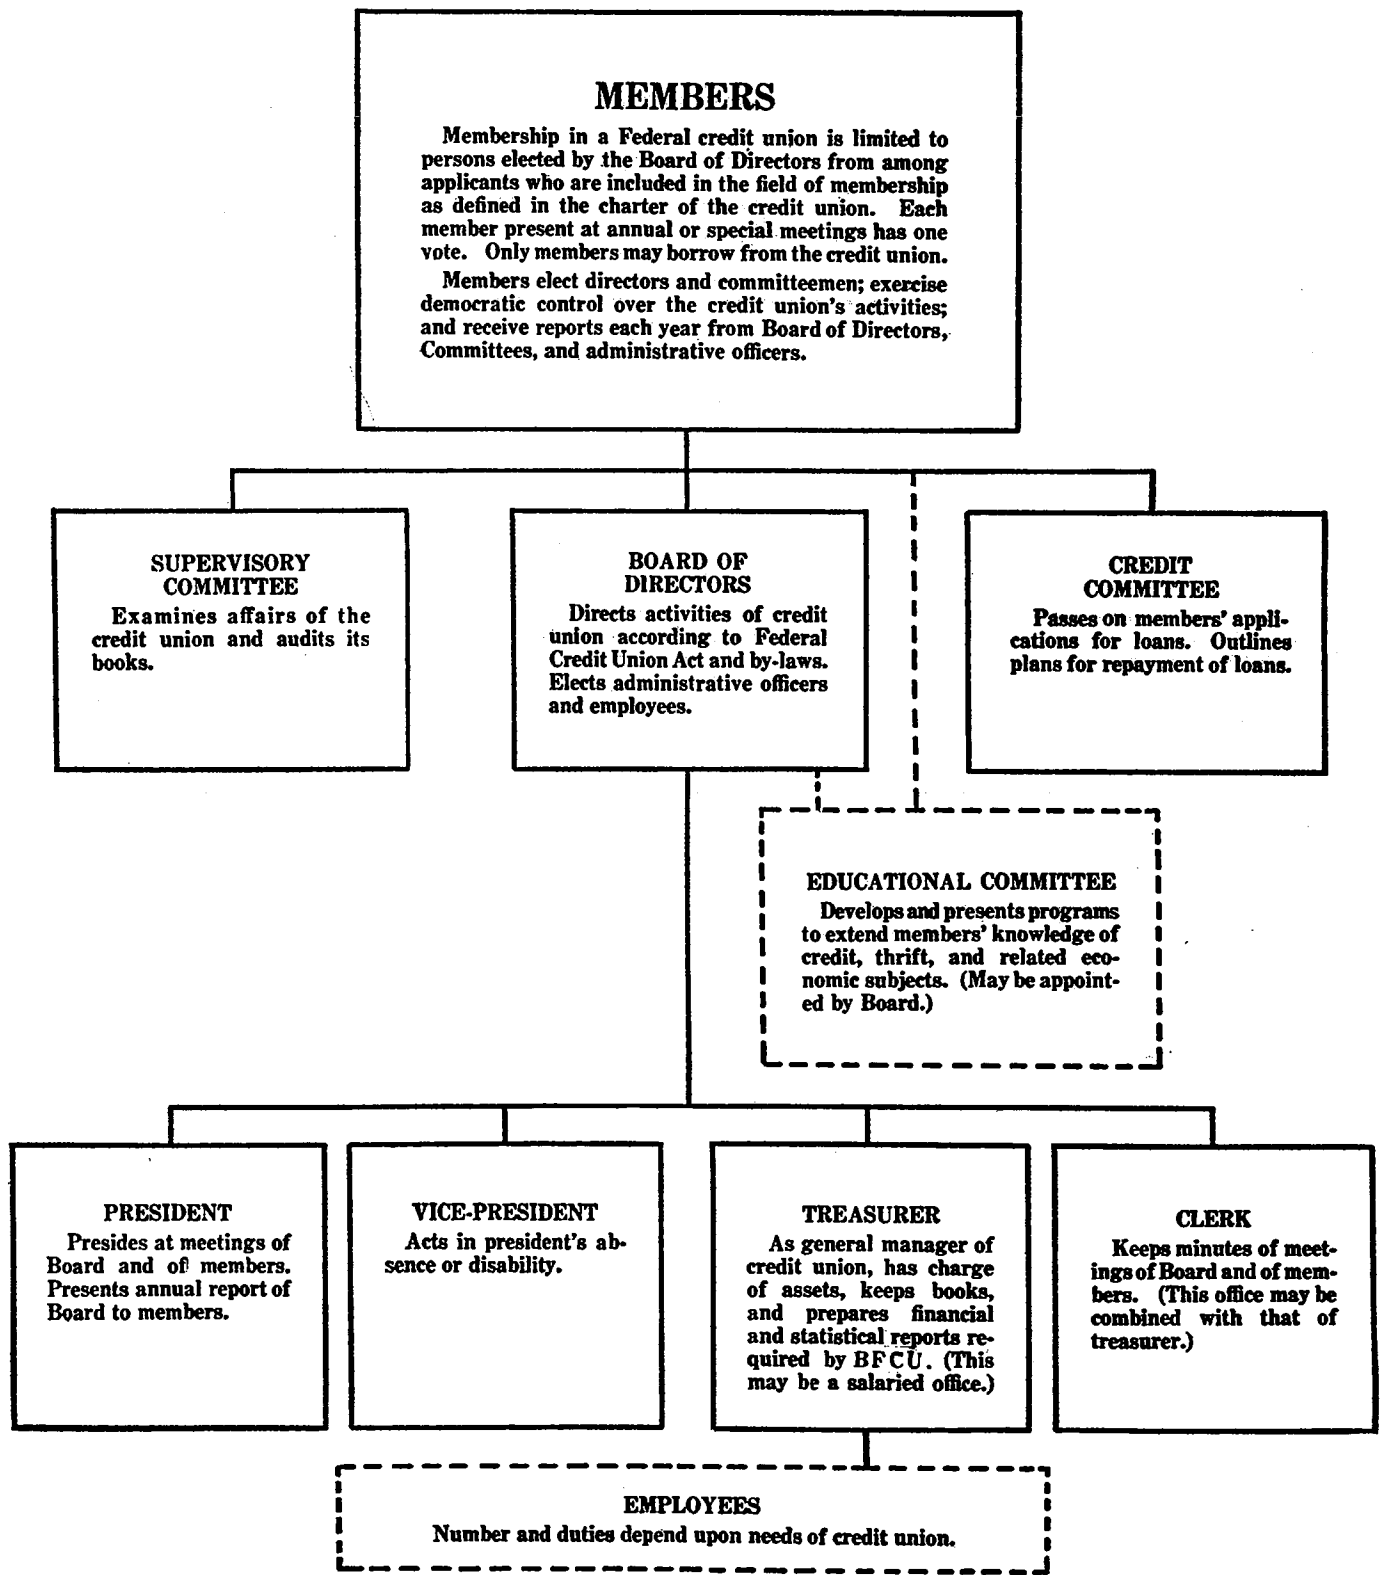 MEMBERS
Membership in a Federal credit union is limited to
persons elected by the Board of Directors from among
applicants who are included in the field of membership
as defined in the charter of the credit union. Each
member present at annual or special meetings has one
vote. Only members may borrow from the credit union.
Members elect directors and committeemen; exercise
democratic control over the credit union's activities;
and receive reports each year from Board of Directors,
Committees, and administrative officers.
SUPERVISORY
COMMITTEE
Examines affairs of the
credit union and audits its
books.
BOARD OF
DIRECTORS
Directs activities of credit
union according to Federal
Credit Union Act and by-laws.
Elects administrative officers
and employees.
CREDIT
COMMITTEE
Passes on members' appli-
cations for loans. Outlines
plans for repayment of loans.
EDUCATIONAL COMMITTEE
Develops and presents programs
to extend members' knowledge of
credit, thrift, and related eco-
nomic subjects. (May be appoint-
ed by Board.)
PRESIDENT
Presides at meetings of
Board and of members.
Presents annual report of
Board to members.
VICE-PRESIDENT
Acts in president's ab-
sence or disability.
TREASURER
As general manager of
credit union, has charge
of assets, keeps books,
and prepares financial
and statistical reports re-
quired by BFCU. (This
may be a salaried office.)
CLERK
Keeps minutes of meet-
ings of Board and of mem-
bers. (This office may be
combined with that of
treasurer.)
EMPLOYEES
Number and duties depend upon needs of credit union.